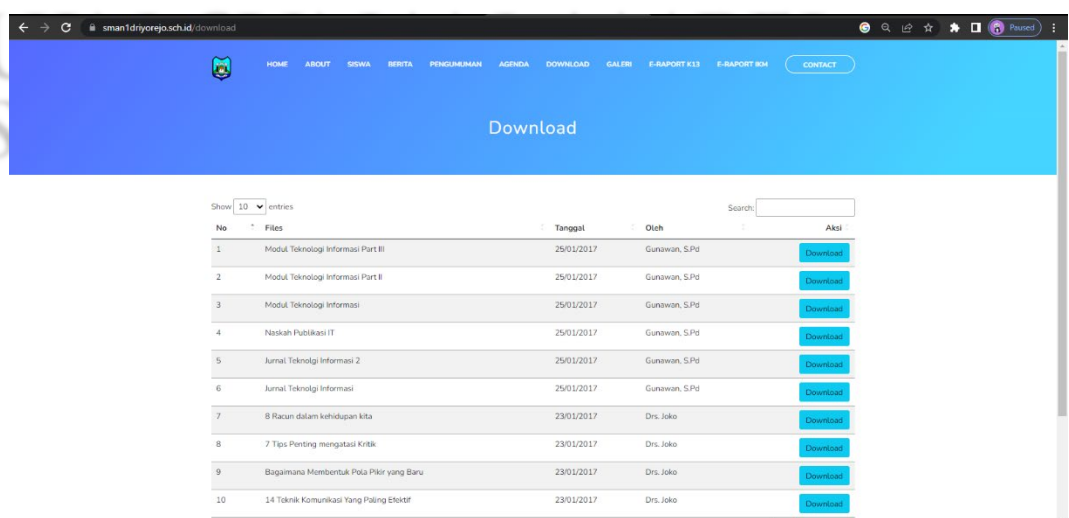 sman1driyorejo.sch.id/download
Paused
HOME ABOUT SISWA BERITA PENGUMUMAN AGENDA DOWNLOAD GALERI E-RAPORT K13 E-RAPORT IKM CONTACT
Download
Show 10 entries Search:
No Files Tanggal Oleh Aksi
1 Modul Teknologi Informasi Part III 25/01/2017 Gunawan, S.Pd Download
2 Modul Teknologi Informasi Part II 25/01/2017 Gunawan, S.Pd Download
3 Modul Teknologi Informasi 25/01/2017 Gunawan, S.Pd Download
4 Naskah Publikasi IT 25/01/2017 Gunawan, S.Pd Download
5 Jurnal Teknolgi Informasi 2 25/01/2017 Gunawan, S.Pd Download
6 Jurnal Teknolgi Informasi 25/01/2017 Gunawan, S.Pd Download
7 8 Racun dalam kehidupan kita 23/01/2017 Drs. Joko Download
8 7 Tips Penting mengatasi Kritik 23/01/2017 Drs. Joko Download
9 Bagaimana Membentuk Pola Pikir yang Baru 23/01/2017 Drs. Joko Download
10 14 Teknik Komunikasi Yang Paling Efektif 23/01/2017 Drs. Joko Download